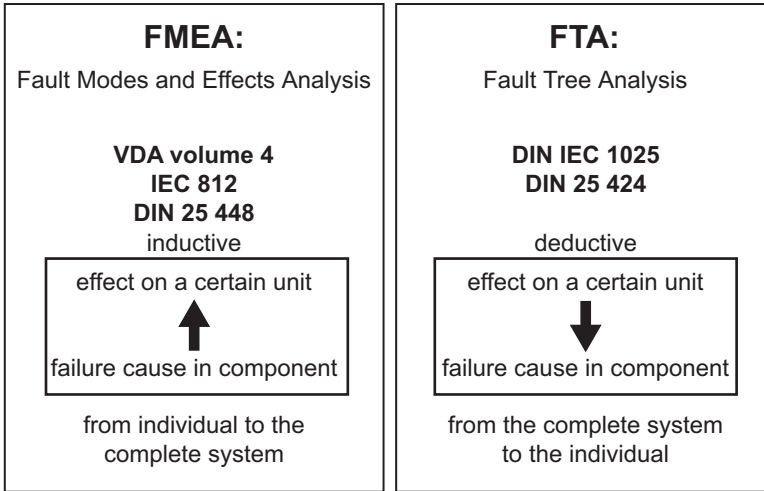 FMEA:
Fault Modes and Effects Analysis
VDA volume 4
IEC 812
DIN 25 448
inductive
effect on a certain unit
failure cause in component
from individual to the
complete system
FTA:
Fault Tree Analysis
DIN IEC 1025
DIN 25 424
deductive
effect on a certain unit
failure cause in component
from the complete system
to the individual